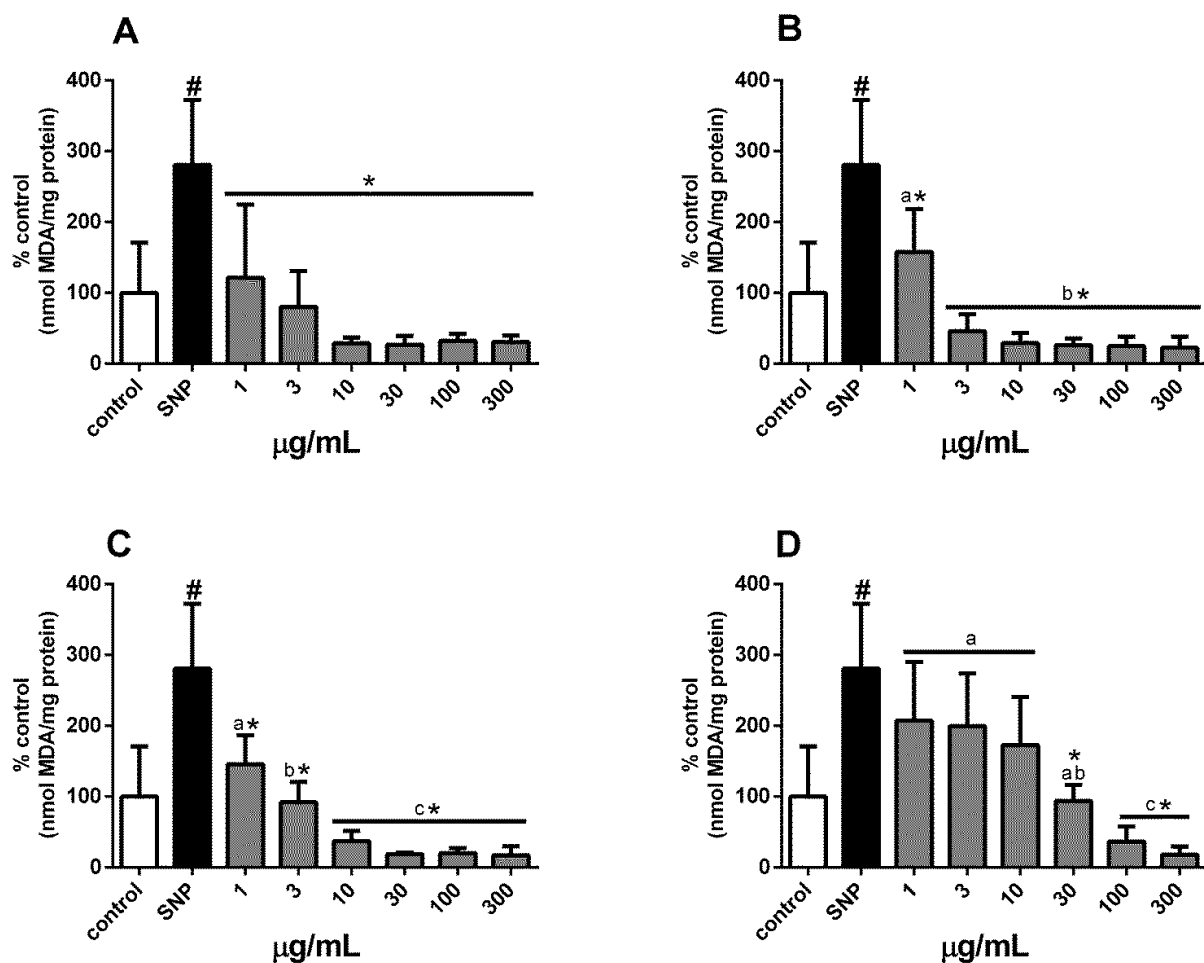 A
% control
(nmol MDA/mg protein)
400
300
200
100
0
#
*
control
SNP
1
3
10
30
100
300
µg/mL
B
% control
(nmol MDA/mg protein)
400
300
200
100
0
#
a*
b*
control
SNP
1
3
10
30
100
300
µg/mL
C
% control
(nmol MDA/mg protein)
400
300
200
100
0
#
a*
b*
c*
control
SNP
1
3
10
30
100
300
µg/mL
D
% control
(nmol MDA/mg protein)
400
300
200
100
0
#
a
*
ab
c*
control
SNP
1
3
10
30
100
300
µg/mL